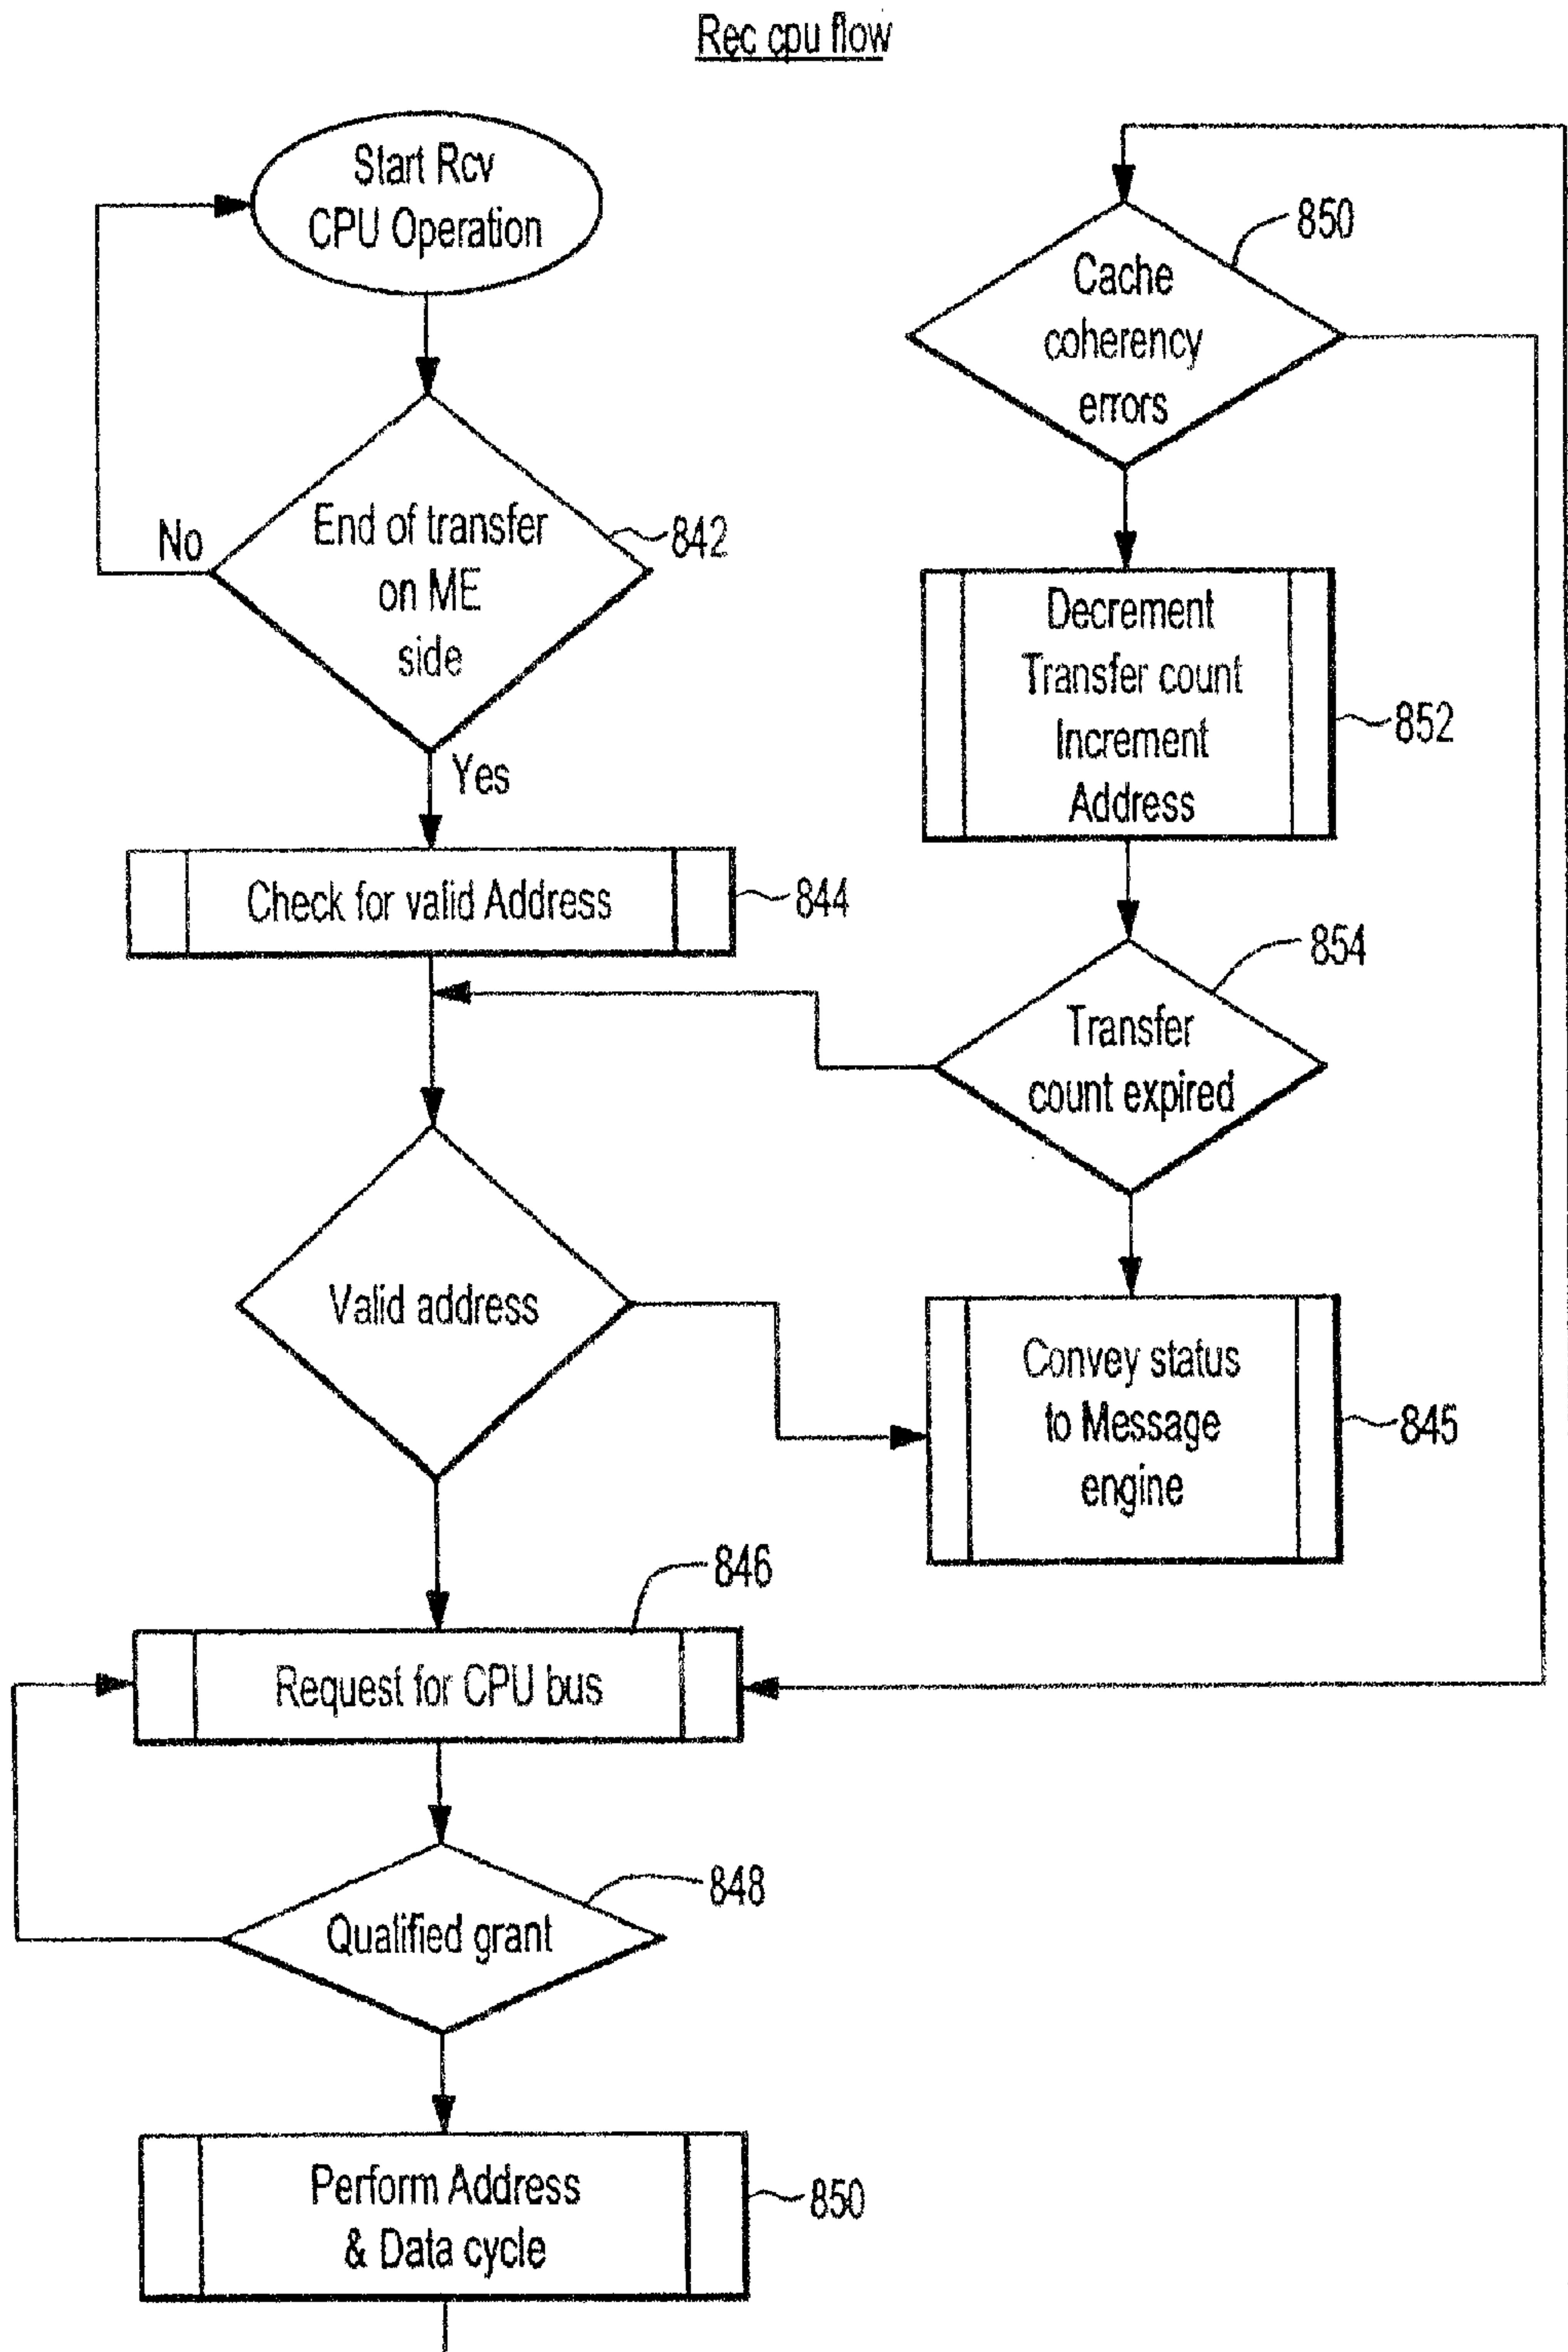 Rec cpu flow
Start Rcv
CPU Operation
End of transfer
on ME
side
842
No
Yes
Check for valid Address
844
Valid address
Request for CPU bus
846
Qualified grant
848
Perform Address
& Data cycle
850
Cache
coherency
errors
850
Decrement
Transfer count
Increment
Address
852
Transfer
count expired
854
Convey status
to Message
engine
845